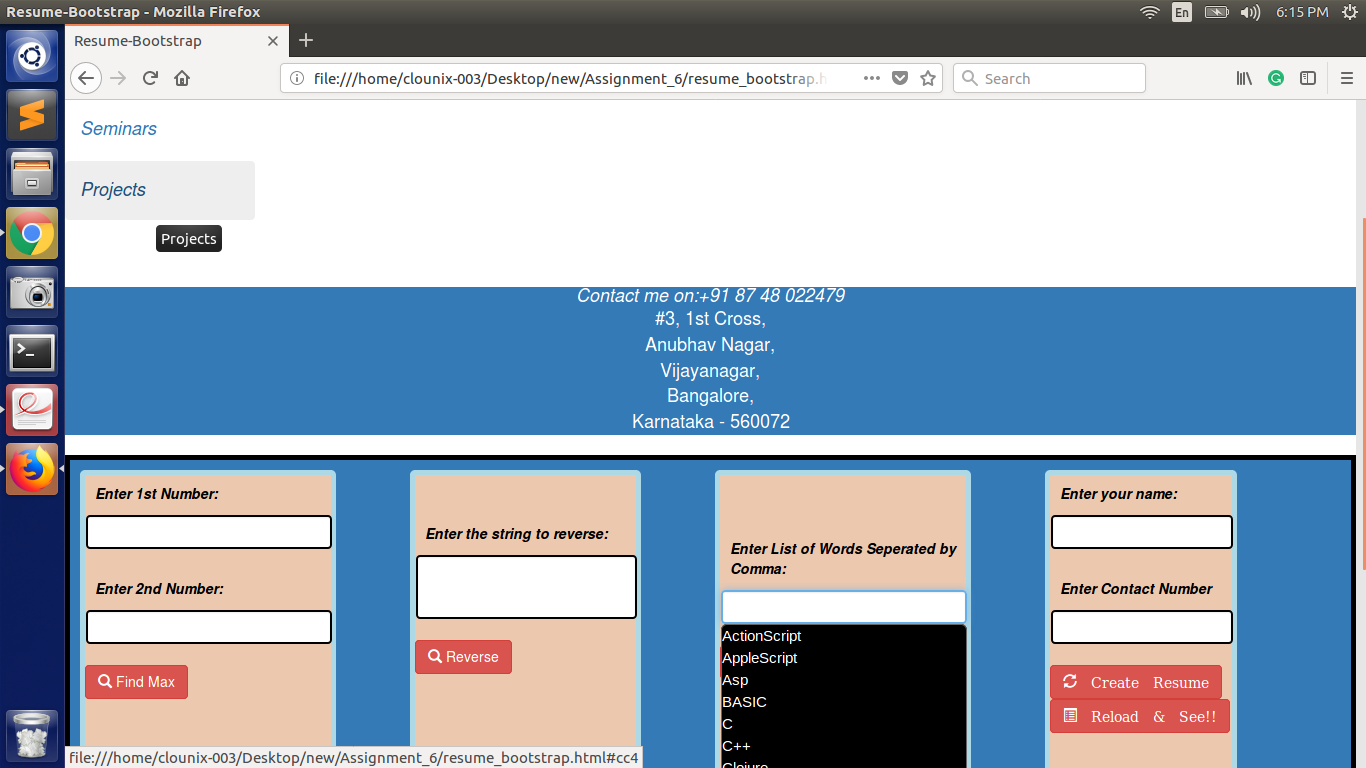 Resume-Bootstrap - Mozilla Firefox
En
6:15 PM
Resume-Bootstrap
file:///home/clounix-003/Desktop/new/Assignment_6/resume_bootstrap.h
Search
Seminars
Projects
Projects
Contact me on:+91 87 48 022479
#3, 1st Cross,
Anubhav Nagar,
Vijayanagar,
Bangalore,
Karnataka - 560072
Enter 1st Number:
Enter 2nd Number:
Find Max
Enter the string to reverse:
Reverse
Enter List of Words Seperated by
Comma:
ActionScript
AppleScript
Asp
BASIC
C
C++
Clojure
Enter your name:
Enter Contact Number
Create Resume
Reload & See!!
file:///home/clounix-003/Desktop/new/Assignment_6/resume_bootstrap.html#cc4